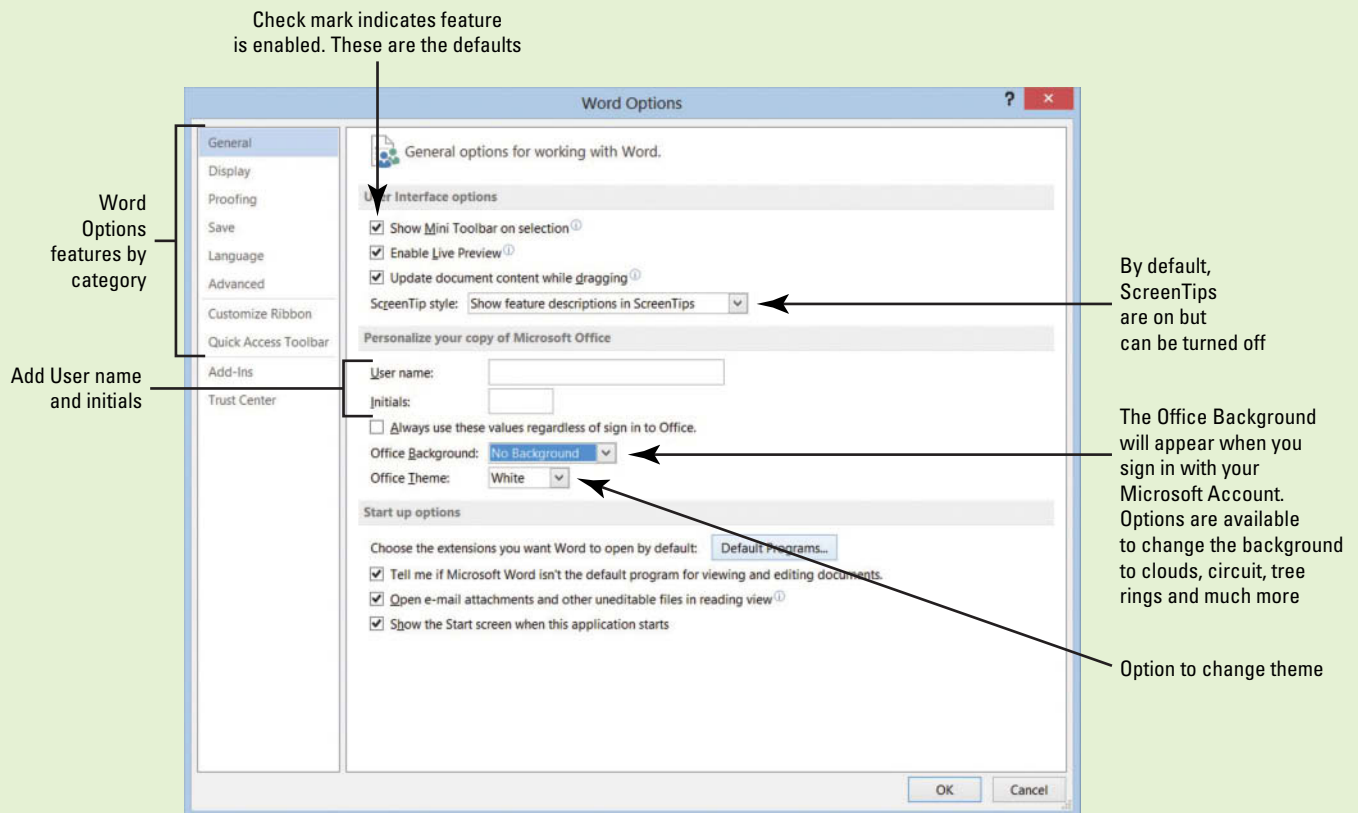 Check mark indicates feature
is enabled. These are the defaults
Word Options
?
General
Display
Proofing
Save
Language
Advanced
Customize Ribbon
Quick Access Toolbar
Add-Ins
Trust Center
Word
Options
features by
category
Add User name
and initials
General options for working with Word.
User Interface options
Show Mini Toolbar on selection
Enable Live Preview
Update document content while dragging
ScreenTip style: Show feature descriptions in ScreenTips
Personalize your copy of Microsoft Office
User name:
Initials:
Always use these values regardless of sign in to Office.
Office Background: No Background
Office Theme: White
Start up options
Choose the extensions you want Word to open by default: Default Programs...
Tell me if Microsoft Word isn't the default program for viewing and editing documents.
Open e-mail attachments and other uneditable files in reading view
Show the Start screen when this application starts
OK Cancel
By default,
ScreenTips
are on but
can be turned off
The Office Background
will appear when you
sign in with your
Microsoft Account.
Options are available
to change the background
to clouds, circuit, tree
rings and much more
Option to change theme